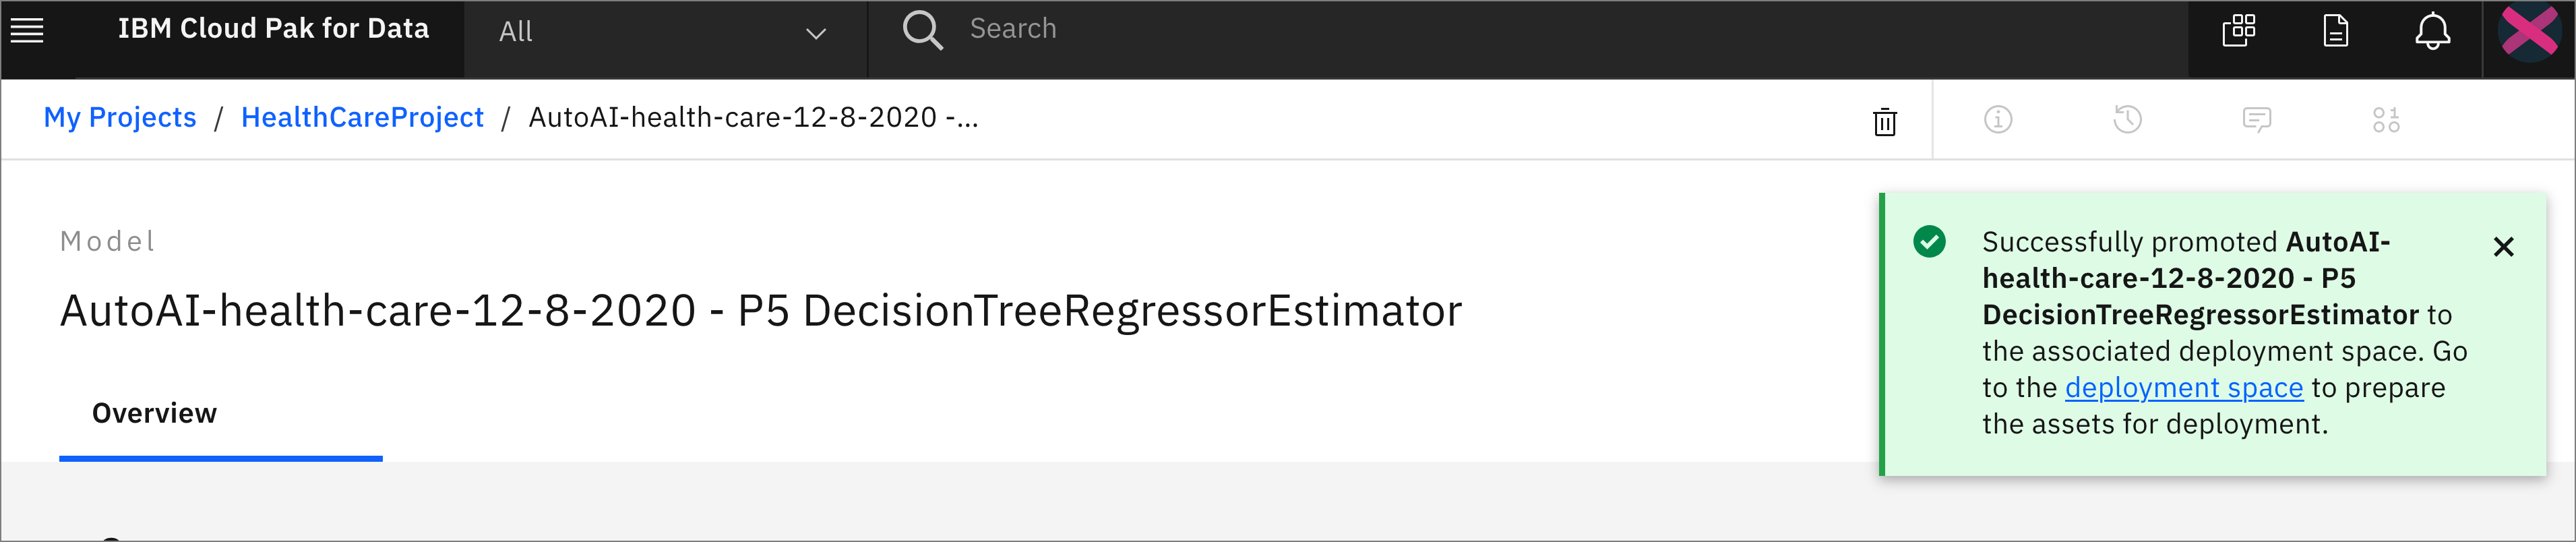 IBM Cloud Pak for Data
All
Search
My Projects / HealthCareProject / AutoAI-health-care-12-8-2020 -...
Model
AutoAI-health-care-12-8-2020 - P5 DecisionTreeRegressorEstimator
Overview
Successfully promoted AutoAI-
health-care-12-8-2020 - P5
DecisionTreeRegressorEstimator to
the associated deployment space. Go
to the deployment space to prepare
the assets for deployment.